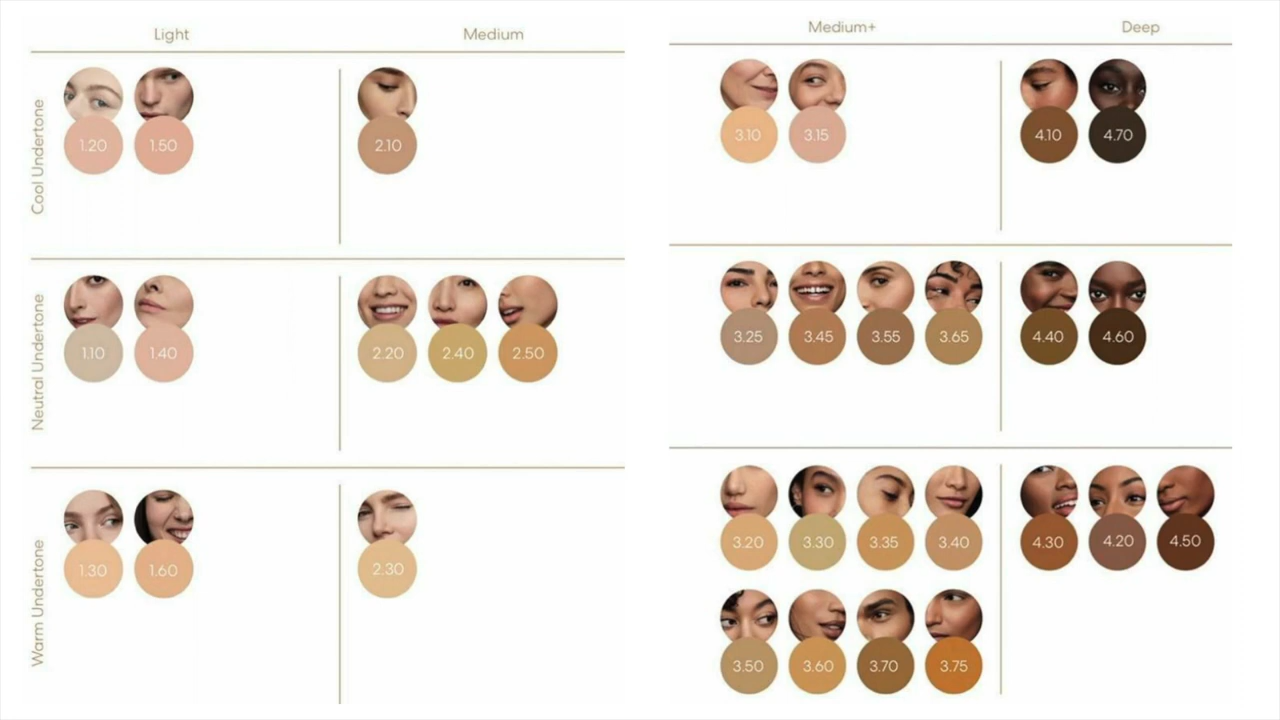 Light Medium
Cool Undertone
1.20 1.50 2.10
Neutral Undertone
1.10 1.40 2.20 2.40 2.50
Warm Undertone
1.30 1.60 2.30
Medium+ Deep
3.10 3.15 4.10 4.70
3.25 3.45 3.55 3.65 4.40 4.60
3.20 3.30 3.35 3.40 4.30 4.20 4.50
3.50 3.60 3.70 3.75